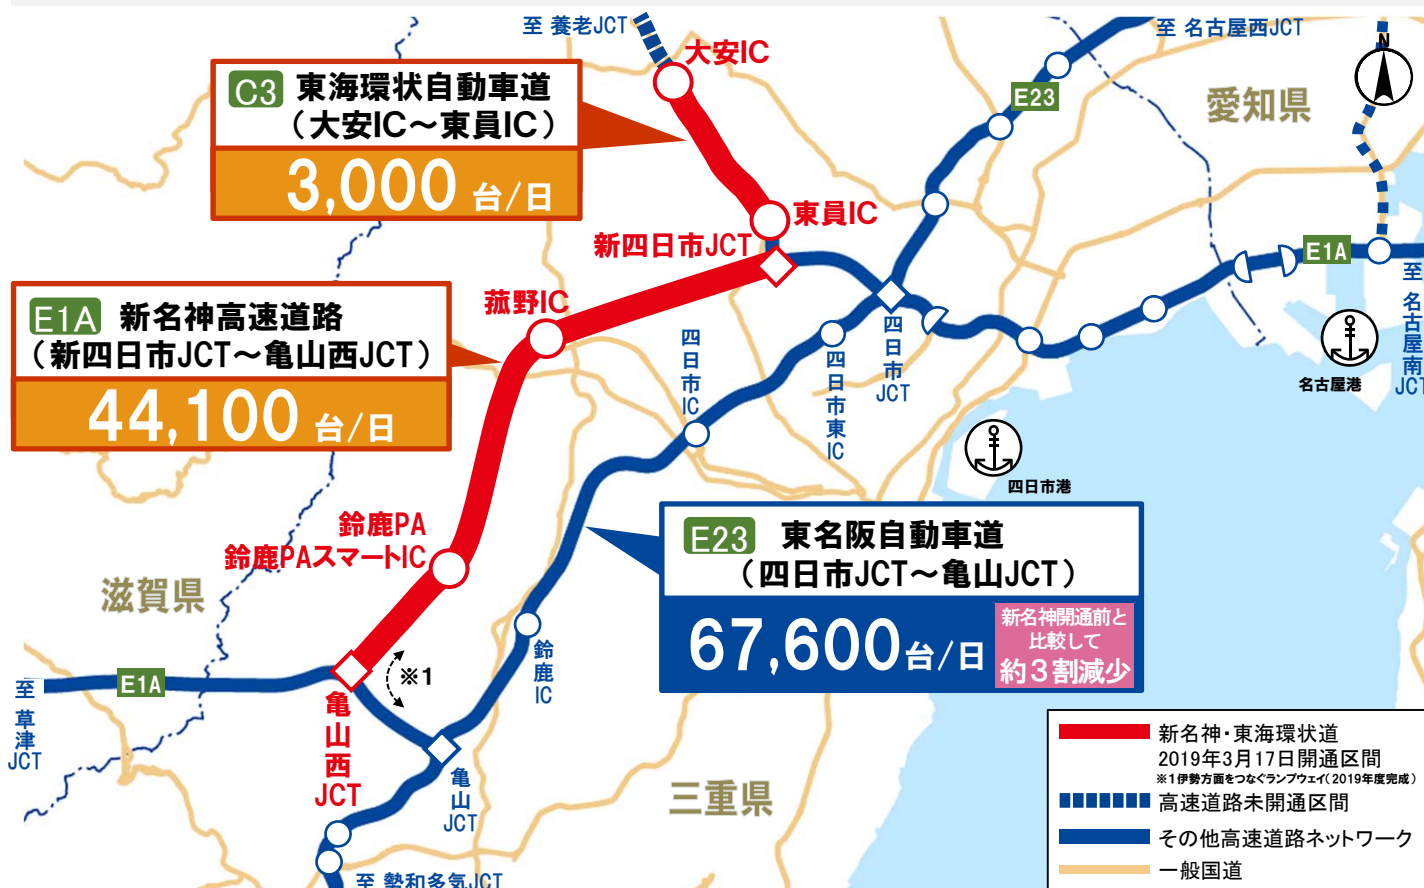 至 養老JCT
大安IC
至 名古屋西JCT
N
C3 東海環状自動車道
（大安IC～東員IC）
3,000 台/日
E23
愛知県
東員IC
新四日市JCT
E1A
至 名古屋南JCT
E1A 新名神高速道路
（新四日市JCT～亀山西JCT）
44,100 台/日
菰野IC
四日市IC
四日市東IC
四日市JCT
名古屋港
四日市港
鈴鹿PA
鈴鹿PAスマートIC
E23 東名阪自動車道
（四日市JCT～亀山JCT）
67,600台/日
新名神開通前と
比較して
約３割減少
滋賀県
鈴鹿IC
※1
E1A
至 草津JCT
亀山西JCT
亀山JCT
三重県
至 勢和多気JCT
新名神・東海環状道
2019年3月17日開通区間
※1伊勢方面をつなぐランプウェイ（2019年度完成）
高速道路未開通区間
その他高速道路ネットワーク
一般国道